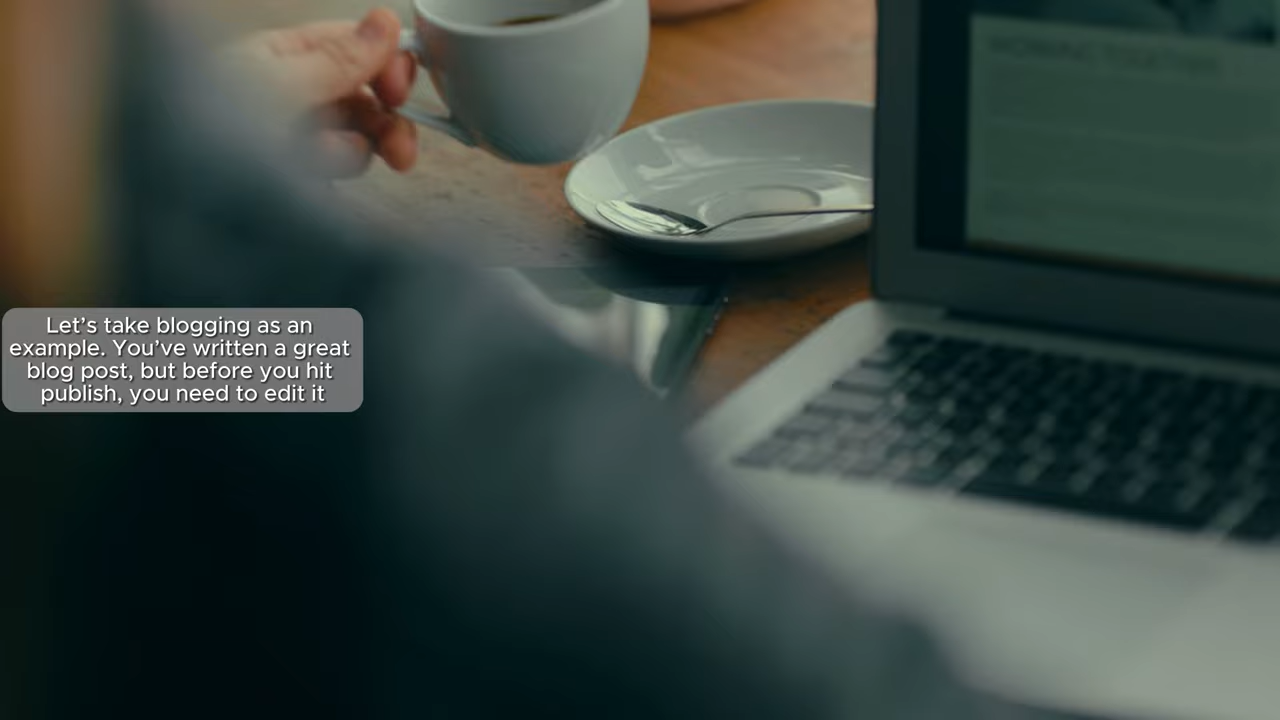 Let’s take blogging as an
example. You’ve written a great
blog post, but before you hit
publish, you need to edit it